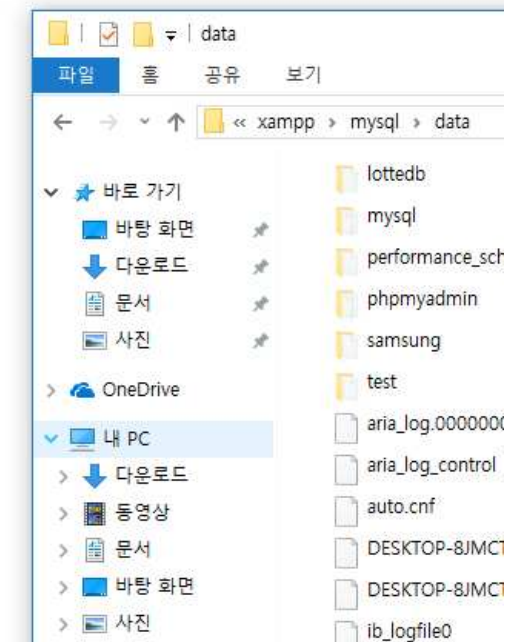 data
파일 홈 공유 보기
« xampp › mysql › data
바로 가기
바탕 화면
다운로드
문서
사진
OneDrive
내 PC
다운로드
동영상
문서
바탕 화면
사진
lottedb
mysql
performance_sch
phpmyadmin
samsung
test
aria_log.0000000
aria_log_control
auto.cnf
DESKTOP-8JMCT
DESKTOP-8JMCT
ib_logfile0